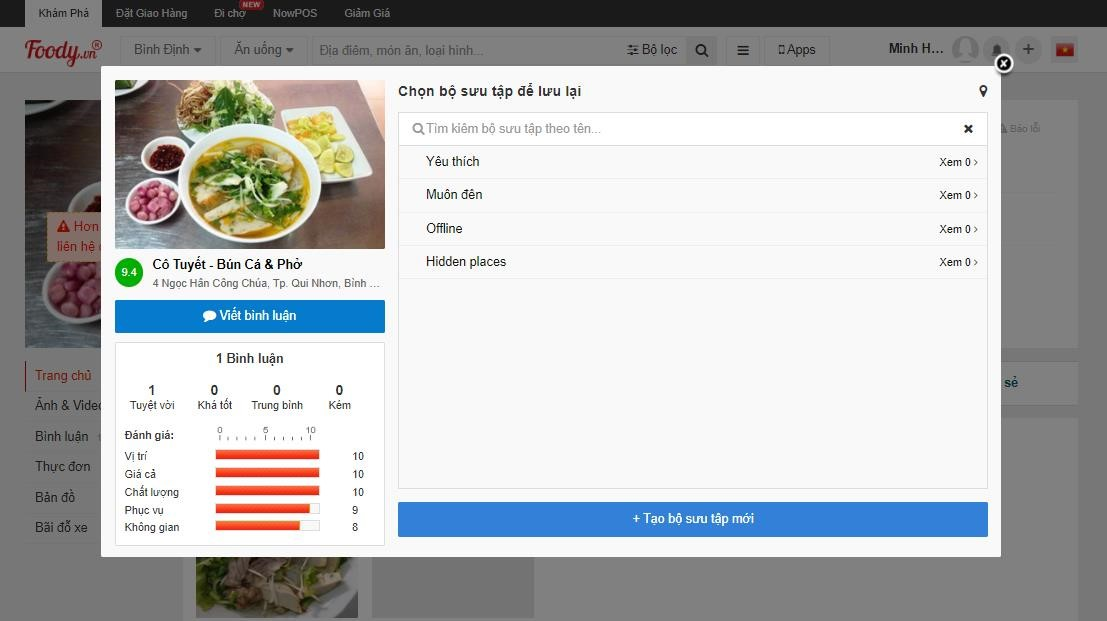 Khám Phá Đặt Giao Hàng Đi chợ NEW NowPOS Giảm Giá
Foody.vn® Bình Định Ăn uống Địa điểm, món ăn, loại hình... Bộ lọc Apps Minh H...
Chọn bộ sưu tập để lưu lại
Tìm kiếm bộ sưu tập theo tên...
Báo lỗi
Yêu thích Xem 0 ›
Muốn đến Xem 0 ›
Offline Xem 0 ›
Hidden places Xem 0 ›
Hơn
liên hệ
9.4 Cô Tuyết - Bún Cá & Phở
4 Ngọc Hân Công Chúa, Tp. Qui Nhơn, Bình ...
Viết bình luận
1 Bình luận
1 0 0 0
Tuyệt vời Khá tốt Trung bình Kém
Đánh giá: 0 5 10
Vị trí 10
Giá cả 10
Chất lượng 10
Phục vụ 9
Không gian 8
+ Tạo bộ sưu tập mới
Trang chủ
Ảnh & Video
Bình luận
Thực đơn
Bản đồ
Bãi đỗ xe
sẻ